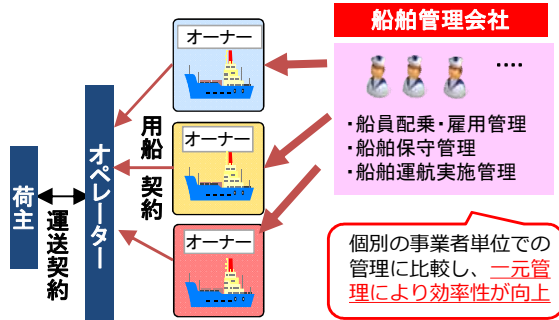 船舶管理会社
オーナー
‥‥
・船員配乗・雇用管理
・船舶保守管理
・船舶運航実施管理
オーナー
オーナー
用船
契約
オペレーター
荷主
運送契約
個別の事業者単位での
管理に比較し、一元管
理により効率性が向上